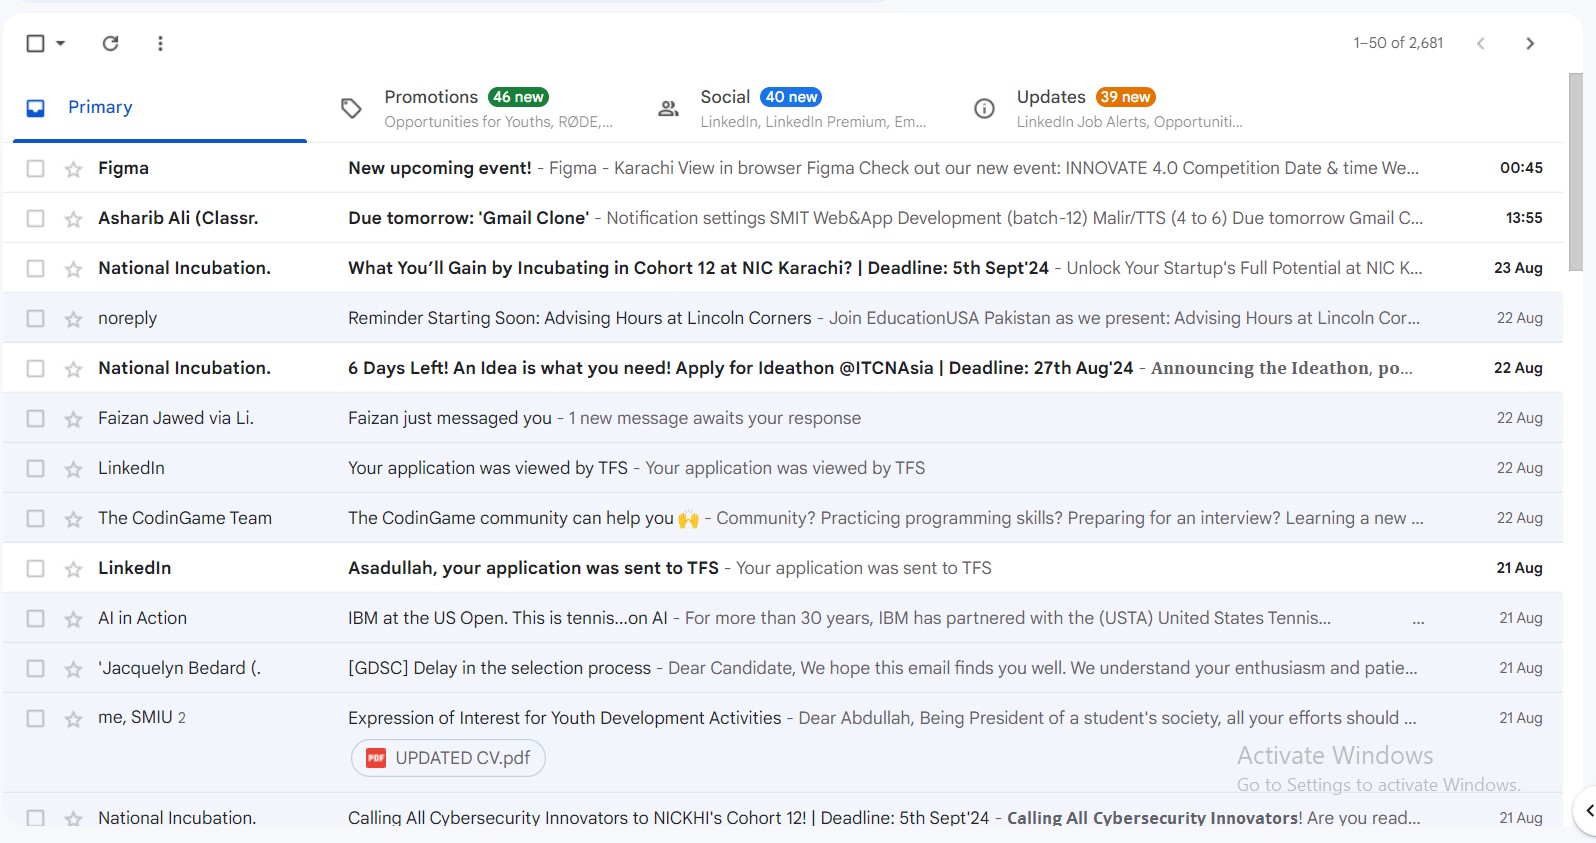 1–50 of 2,681
Primary
Promotions 46 new
Opportunities for Youths, RØDE,...
Social 40 new
LinkedIn, LinkedIn Premium, Em...
Updates 39 new
LinkedIn Job Alerts, Opportuniti...
Figma New upcoming event! - Figma - Karachi View in browser Figma Check out our new event: INNOVATE 4.0 Competition Date & time We... 00:45
Asharib Ali (Classr. Due tomorrow: 'Gmail Clone' - Notification settings SMIT Web&App Development (batch-12) Malir/TTS (4 to 6) Due tomorrow Gmail C... 13:55
National Incubation. What You’ll Gain by Incubating in Cohort 12 at NIC Karachi? | Deadline: 5th Sept'24 - Unlock Your Startup's Full Potential at NIC K... 23 Aug
noreply Reminder Starting Soon: Advising Hours at Lincoln Corners - Join EducationUSA Pakistan as we present: Advising Hours at Lincoln Cor... 22 Aug
National Incubation. 6 Days Left! An Idea is what you need! Apply for Ideathon @ITCNAsia | Deadline: 27th Aug'24 - Announcing the Ideathon, po... 22 Aug
Faizan Jawed via Li. Faizan just messaged you - 1 new message awaits your response 22 Aug
LinkedIn Your application was viewed by TFS - Your application was viewed by TFS 22 Aug
The CodinGame Team The CodinGame community can help you 🙌 - Community? Practicing programming skills? Preparing for an interview? Learning a new ... 22 Aug
LinkedIn Asadullah, your application was sent to TFS - Your application was sent to TFS 21 Aug
AI in Action IBM at the US Open. This is tennis...on AI - For more than 30 years, IBM has partnered with the (USTA) United States Tennis... ... 21 Aug
'Jacquelyn Bedard (. [GDSC] Delay in the selection process - Dear Candidate, We hope this email finds you well. We understand your enthusiasm and patie... 21 Aug
me, SMIU 2 Expression of Interest for Youth Development Activities - Dear Abdullah, Being President of a student's society, all your efforts should ... 21 Aug
PDF UPDATED CV.pdf
Activate Windows
Go to Settings to activate Windows.
National Incubation. Calling All Cybersecurity Innovators to NICKHI's Cohort 12! | Deadline: 5th Sept'24 - Calling All Cybersecurity Innovators! Are you read... 21 Aug